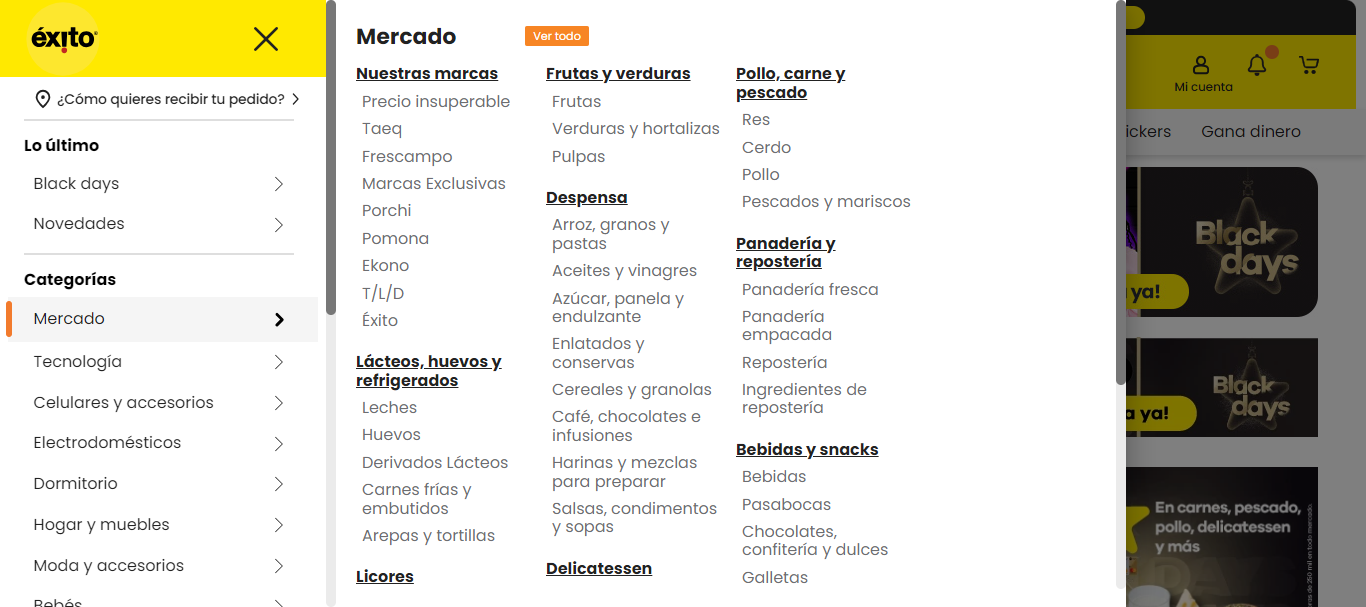 éxito
¿Cómo quieres recibir tu pedido?
Lo último
Black days
Novedades
Categorías
Mercado
Tecnología
Celulares y accesorios
Electrodomésticos
Dormitorio
Hogar y muebles
Moda y accesorios
Bebés
Mercado
Ver todo
Nuestras marcas
Precio insuperable
Taeq
Frescampo
Marcas Exclusivas
Porchi
Pomona
Ekono
T/L/D
Éxito
Lácteos, huevos y
refrigerados
Leches
Huevos
Derivados Lácteos
Carnes frías y
embutidos
Arepas y tortillas
Licores
Frutas y verduras
Frutas
Verduras y hortalizas
Pulpas
Despensa
Arroz, granos y
pastas
Aceites y vinagres
Azúcar, panela y
endulzante
Enlatados y
conservas
Cereales y granolas
Café, chocolates e
infusiones
Harinas y mezclas
para preparar
Salsas, condimentos
y sopas
Delicatessen
Pollo, carne y
pescado
Res
Cerdo
Pollo
Pescados y mariscos
Panadería y
repostería
Panadería fresca
Panadería
empacada
Repostería
Ingredientes de
repostería
Bebidas y snacks
Bebidas
Pasabocas
Chocolates,
confitería y dulces
Galletas
Mi cuenta
ickers
Gana dinero
Black
days
ya!
Black
days
a ya!
En carnes, pescado,
pollo, delicatessen
y más